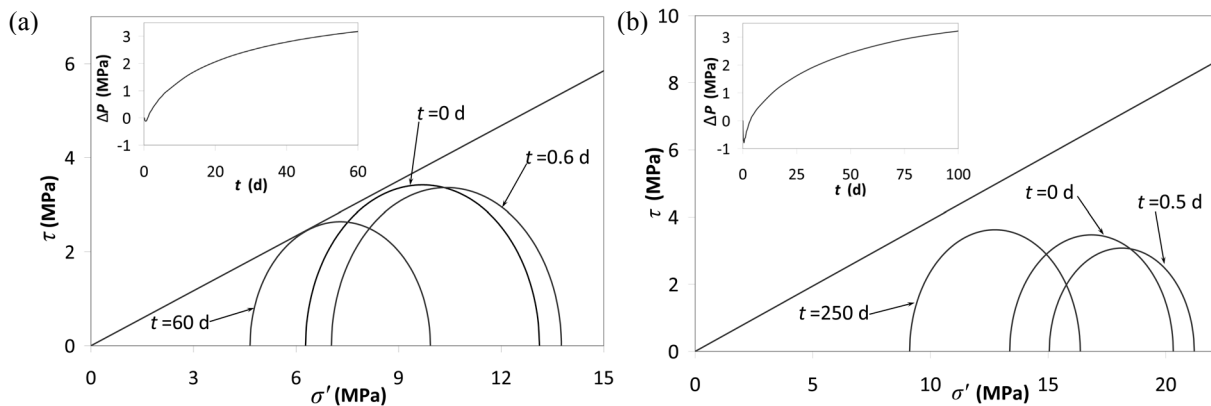 (a)
ΔP (MPa)
3
2
1
0
-1
0
20
40
60
t (d)
τ (MPa)
6
4
2
0
t =0 d
t =0.6 d
t =60 d
0
3
6
9
12
15
σ′ (MPa)
(b)
ΔP (MPa)
3
2
1
0
-1
0
25
50
75
100
t (d)
τ (MPa)
10
8
6
4
2
0
t =0 d
t =0.5 d
t =250 d
0
5
10
15
20
σ′ (MPa)